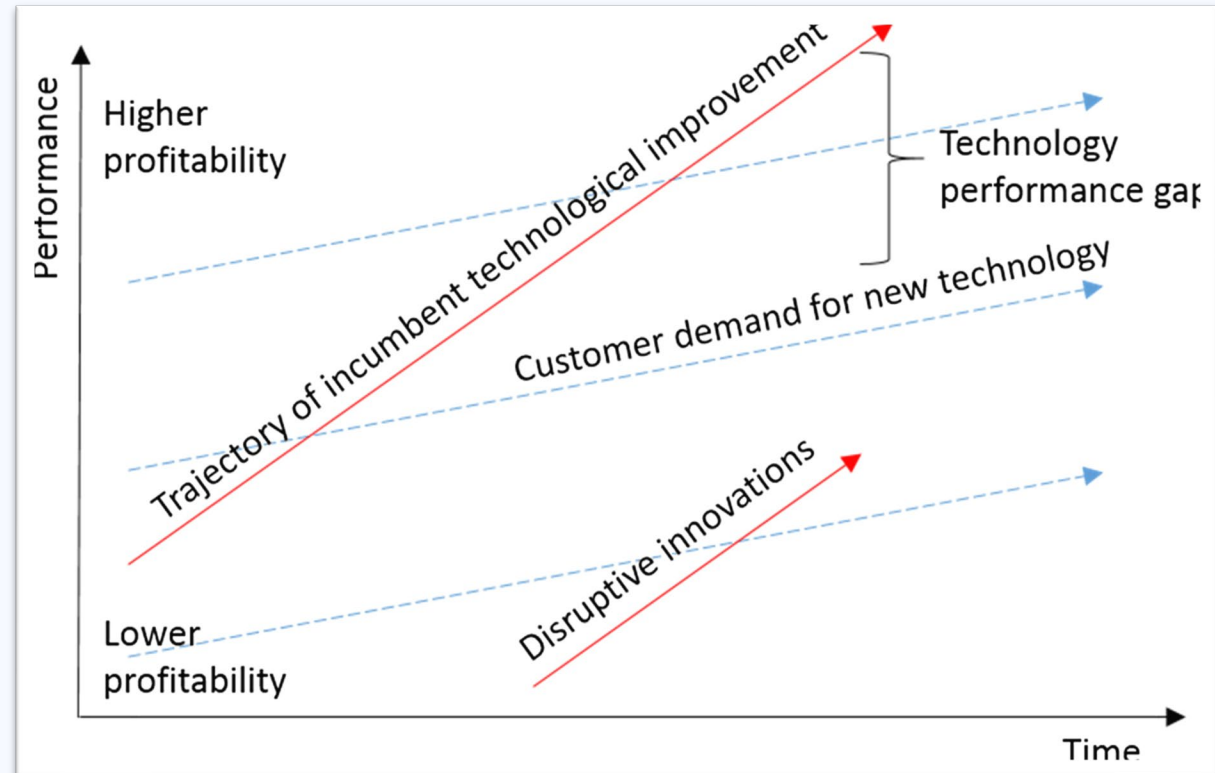 Performance
Higher
profitability
Trajectory of incumbent technological improvement
Technology
performance gap
Customer demand for new technology
Disruptive innovations
Lower
profitability
Time